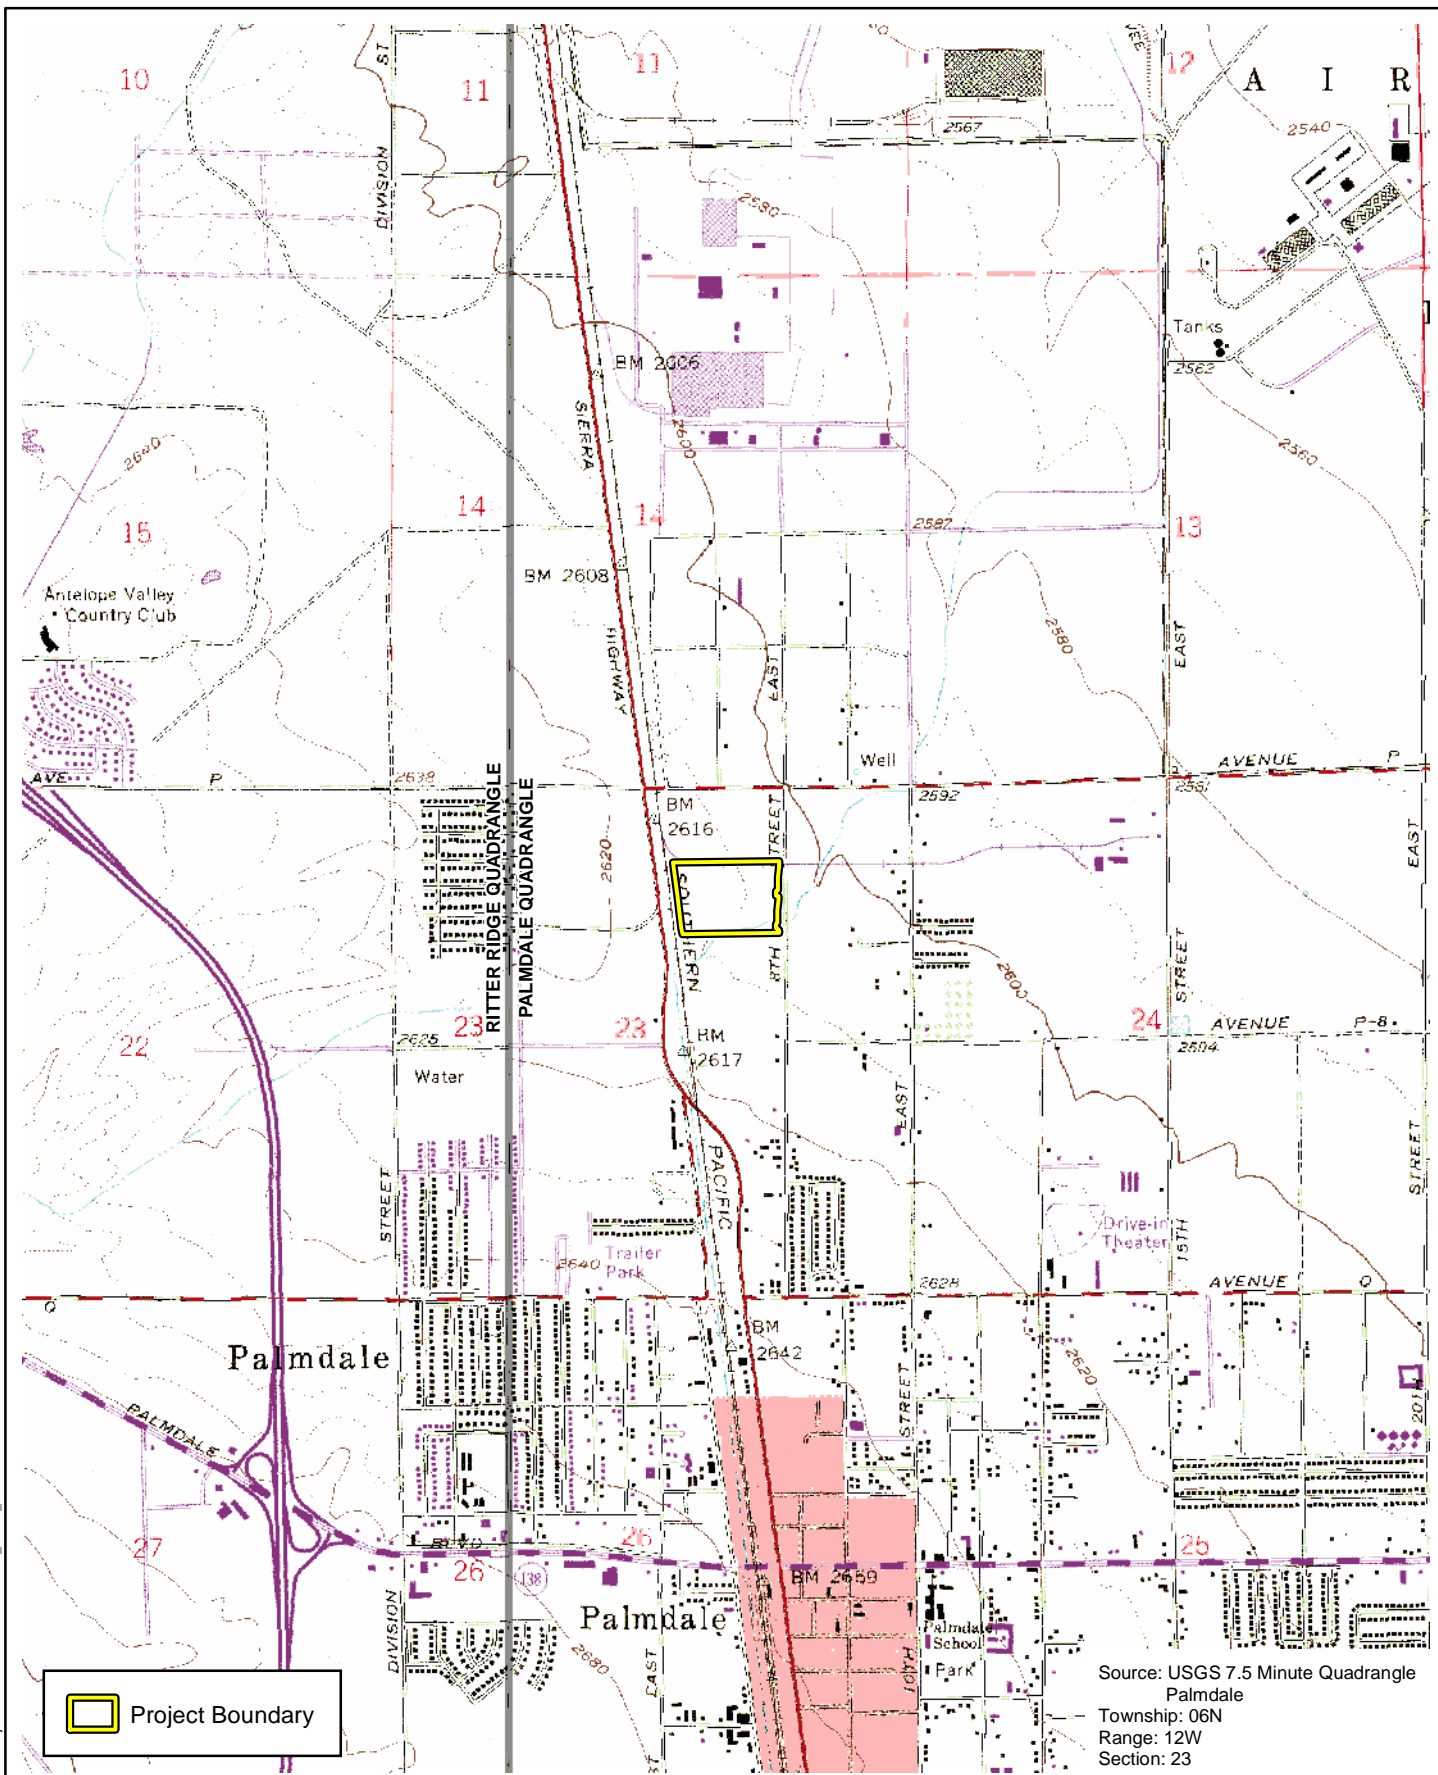 10
ST
11
11
12
A I R
2567
2540
DIVISION
2580
Tanks
2562
BM 2606
SIERRA
2600
2640
2560
14
14
15
2587
13
BM 2608
Antelope Valley
Country Club
HIGHWAY
EAST
2580
EAST
Well
AVE P
2638
AVENUE P
2592
RITTER RIDGE QUADRANGLE
PALMDALE QUADRANGLE
BM
2616
STREET
2620
EAST
SOUTHERN
8TH
2600
STREET
22
23
23
24
AVENUE P-8
2625
BM
2617
2604
Water
EAST
PACIFIC
STREET
STREET
Drive-in
Theater
15TH
Trailer
Park
2640
2628
AVENUE Q
Q
BM
2642
Palmdale
2620
STREET
20TH
PALMDALE
BLVD
27
26
26
25
138
BM 2659
Palmdale
DIVISION
Palmdale
School
Park
2680
EAST
10TH
ST
Project Boundary
Source: USGS 7.5 Minute Quadrangle
Palmdale
Township: 06N
Range: 12W
Section: 23